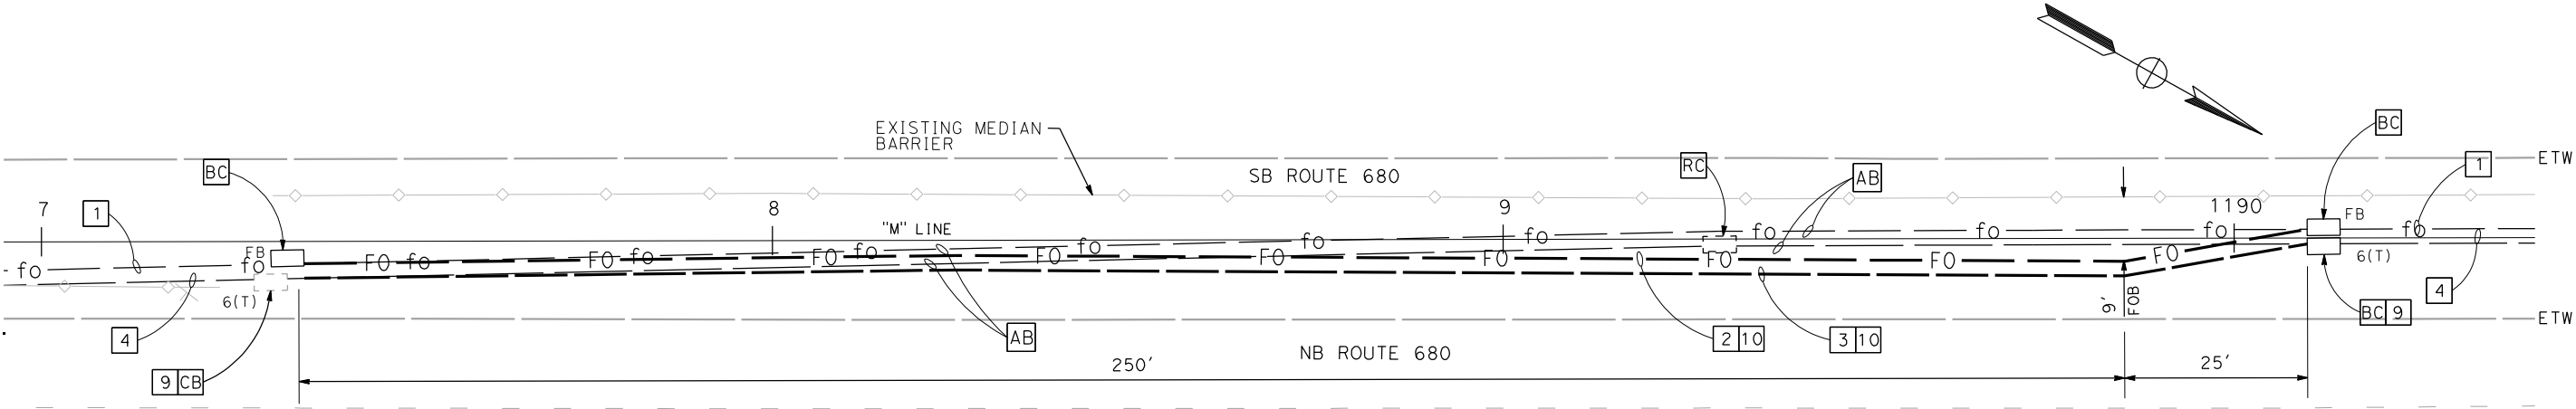 EXISTING MEDIAN
BARRIER
BC
BC
ETW
RC
1
SB ROUTE 680
AB
7
1
8
9
1190
FB
"M" LINE
FB
fo
fo
FO
fo
FO
fo
FO
fo
FO
fo
FO
fo
FO
fo
FO
fo
FO
fo
FO
fo
fo
6(T)
6(T)
4
4
9'
FOB
BC 9
ETW
AB
2 10
3 10
NB ROUTE 680
9 CB
250'
25'